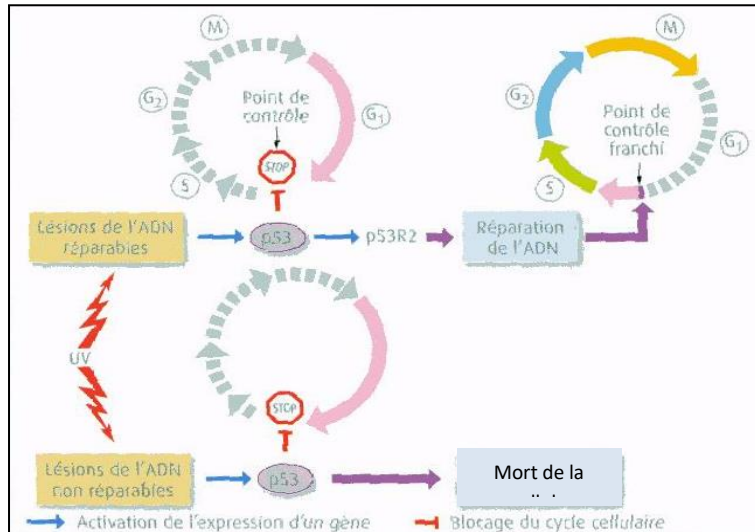 M
G₂
Point de
contrôle
G₁
STOP
S
M
G₂
Point de
contrôle
franchi
G₁
S
Lésions de l'ADN
réparables
p53
p53R2
Réparation
de l'ADN
UV
STOP
Lésions de l'ADN
non réparables
p53
Mort de la
Activation de l'expression d'un gène
Blocage du cycle cellulaire